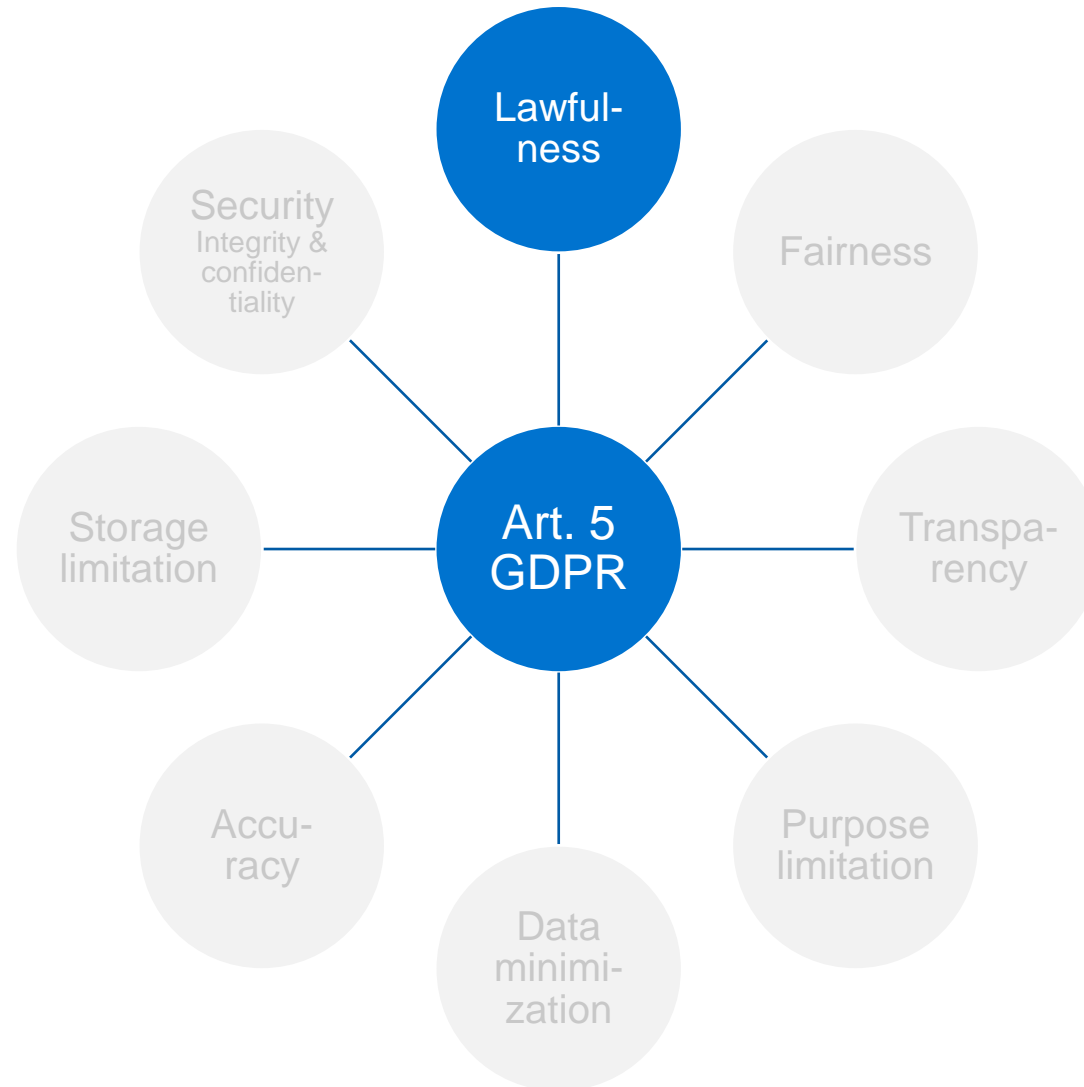 Lawful-
ness
Fairness
Transpa-
rency
Purpose
limitation
Data
minimi-
zation
Accu-
racy
Storage
limitation
Security
Integrity &
confiden-
tiality
Art. 5
GDPR